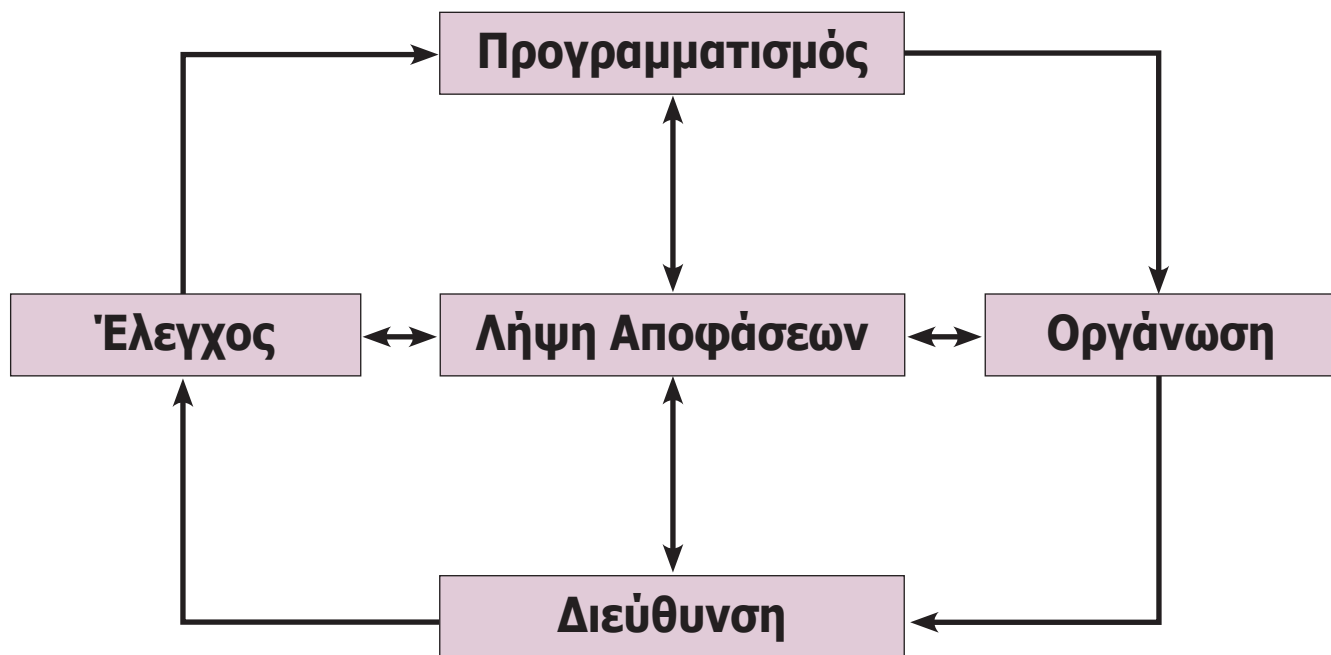 Προγραμματισμός
Έλεγχος
Λήψη Αποφάσεων
Οργάνωση
Διεύθυνση